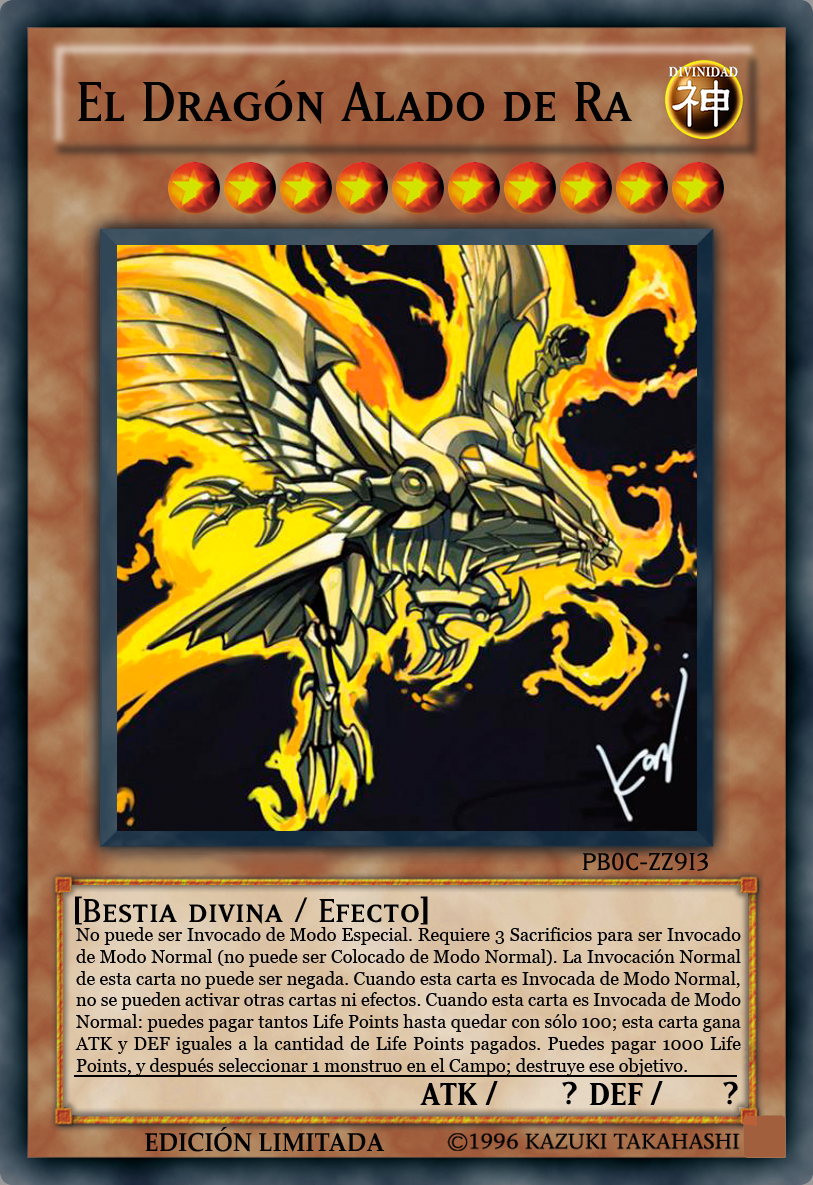 El Dragón Alado de Ra
DIVINIDAD
神
PB0C-ZZ9I3
[Bestia divina / Efecto]
No puede ser Invocado de Modo Especial. Requiere 3 Sacrificios para ser Invocado
de Modo Normal (no puede ser Colocado de Modo Normal). La Invocación Normal
de esta carta no puede ser negada. Cuando esta carta es Invocada de Modo Normal,
no se pueden activar otras cartas ni efectos. Cuando esta carta es Invocada de Modo
Normal: puedes pagar tantos Life Points hasta quedar con sólo 100; esta carta gana
ATK y DEF iguales a la cantidad de Life Points pagados. Puedes pagar 1000 Life
Points, y después seleccionar 1 monstruo en el Campo; destruye ese objetivo.
ATK / ? DEF / ?
EDICIÓN LIMITADA ©1996 KAZUKI TAKAHASHI